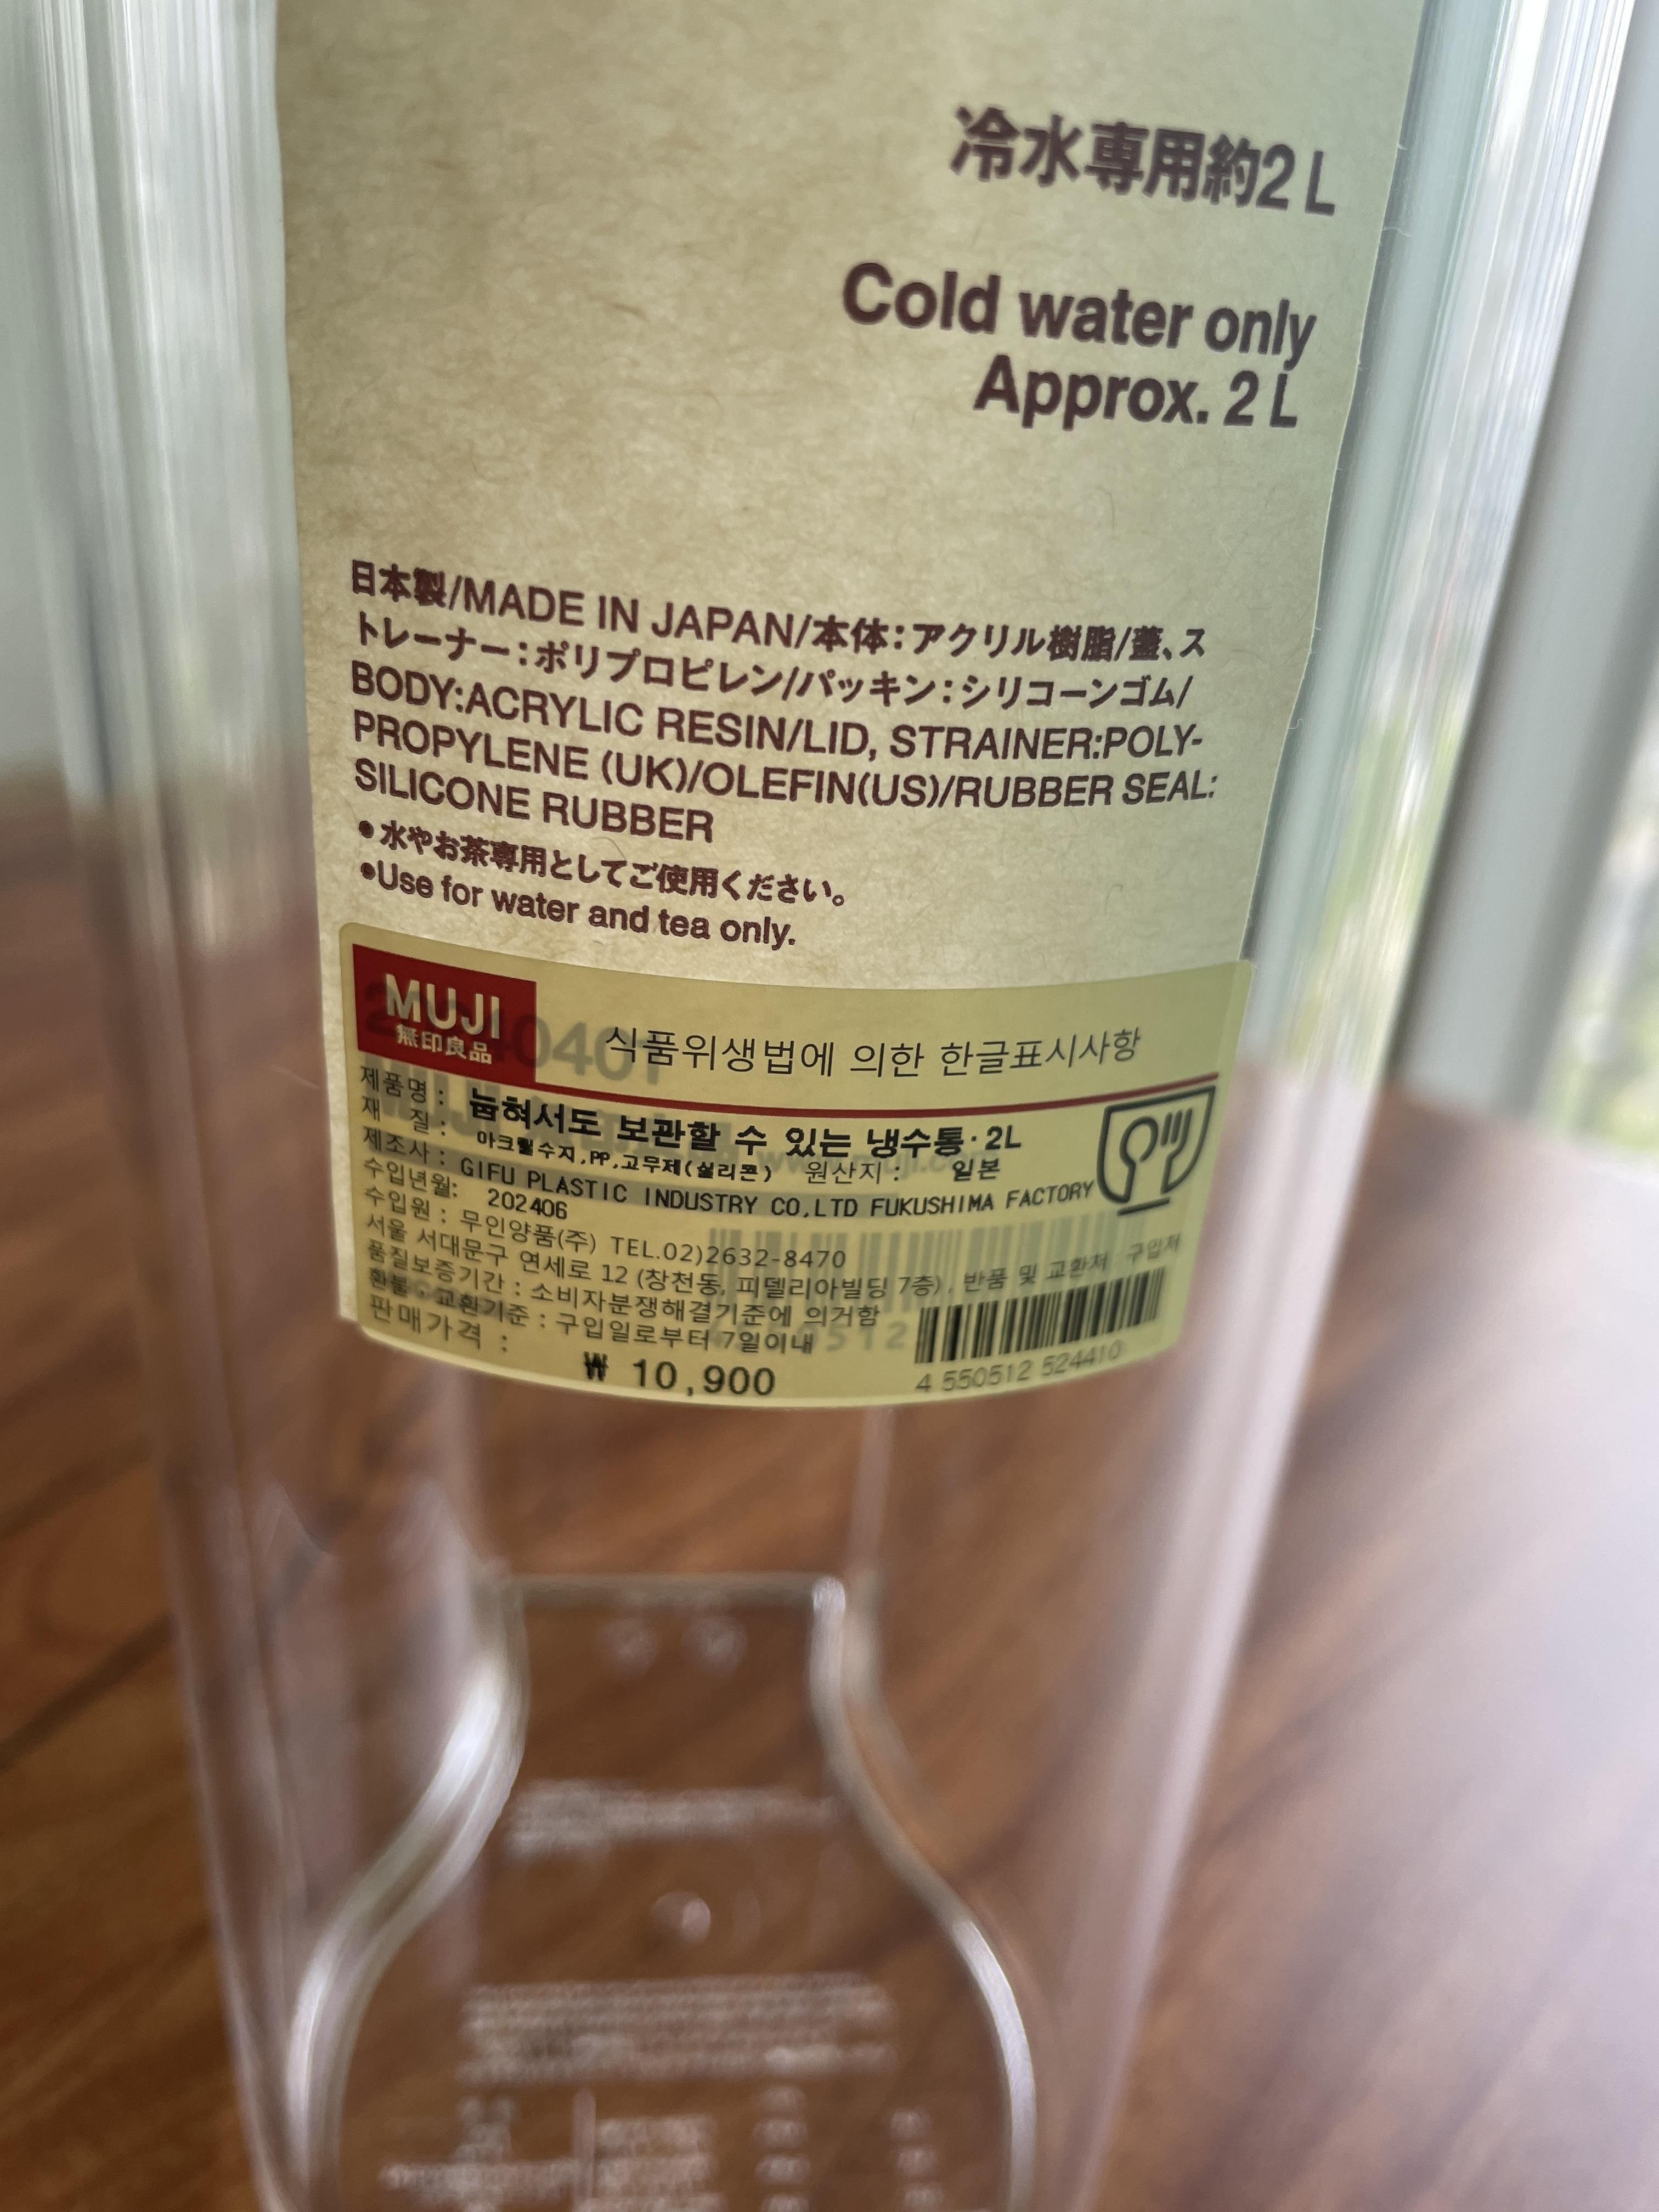 冷水専用約2L
Cold water only
Approx. 2 L
日本製/MADE IN JAPAN/本体:アクリル樹脂/蓋、ス
トレーナー:ポリプロピレン/パッキン:シリコーンゴム/
BODY:ACRYLIC RESIN/LID, STRAINER:POLY-
PROPYLENE (UK)/OLEFIN(US)/RUBBER SEAL:
SILICONE RUBBER
●水やお茶専用としてご使用ください。
●Use for water and tea only.
MUJI
無印良品
식품위생법에 의한 한글표시사항
제품명 : 눕혀서도 보관할 수 있는 냉수통·2L
재 질 : 아크릴수지,PP,고무제(실리콘) 원산지 : 일본
제조사 : GIFU PLASTIC INDUSTRY CO,LTD FUKUSHIMA FACTORY
수입년월: 202406
수입원 : 무인양품(주) TEL.02)2632-8470
서울 서대문구 연세로 12 (창천동, 피델리아빌딩 7층), 반품 및 교환처 구입처
품질보증기간 : 소비자분쟁해결기준에 의거함
환불·교환기준 : 구입일로부터 7일이내
판매가격 :
₩ 10,900
4 550512 524410